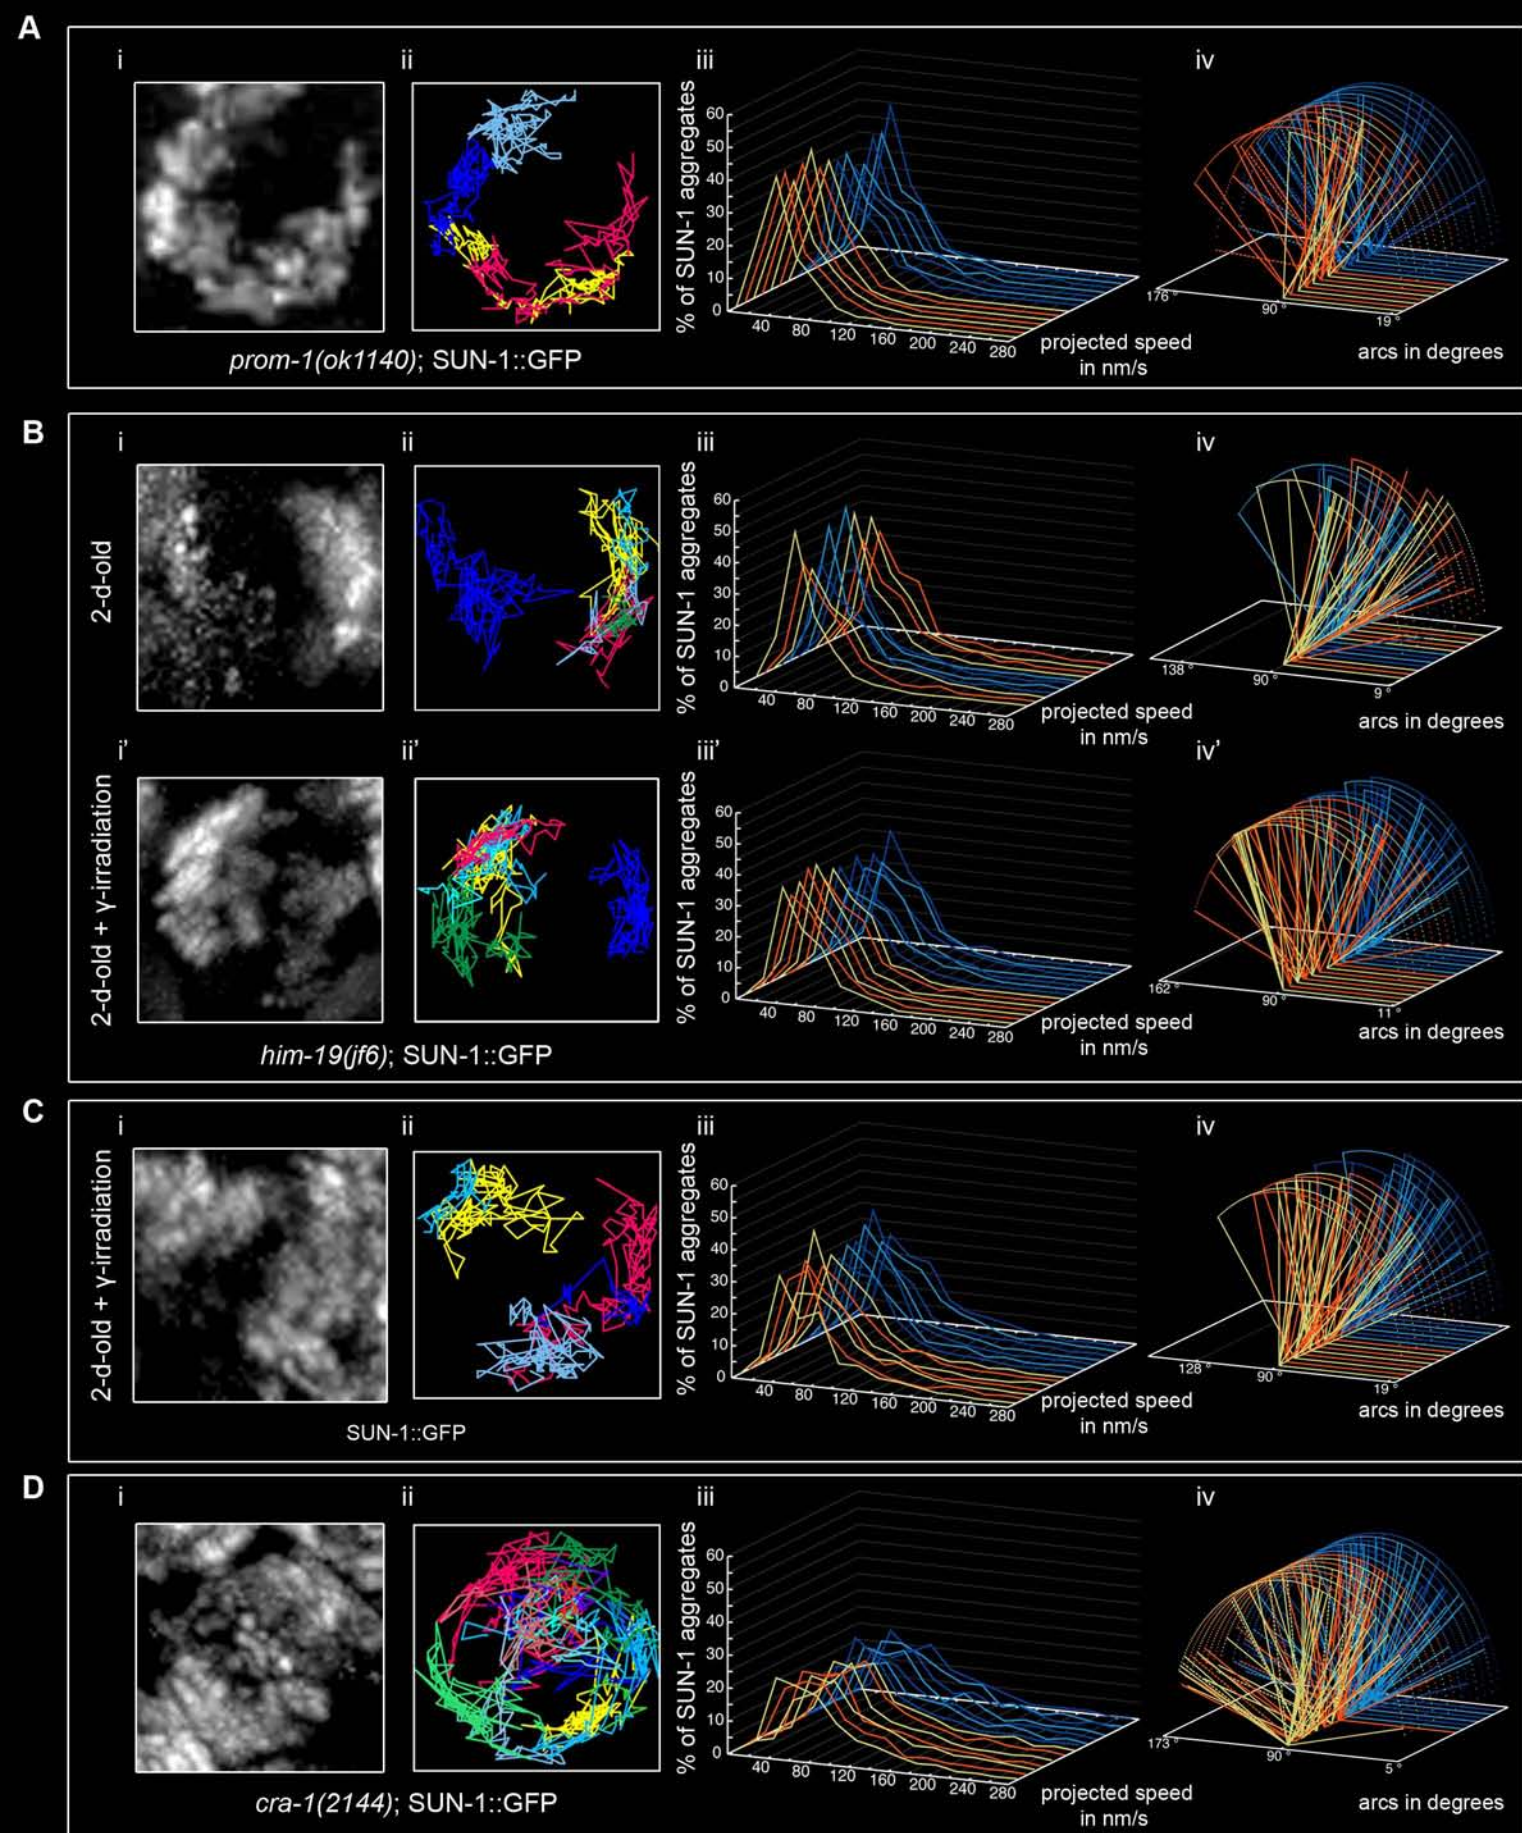 A
i
ii
iii
iv
% of SUN-1 aggregates
60
50
40
30
20
10
0
40
80
120
160
200
240
280
projected speed
in nm/s
176 °
90 °
19 °
arcs in degrees
prom-1(ok1140); SUN-1::GFP
B
i
ii
iii
iv
2-d-old
% of SUN-1 aggregates
60
50
40
30
20
10
0
40
80
120
160
200
240
280
projected speed
in nm/s
138 °
90 °
9 °
arcs in degrees
i’
ii’
iii’
iv’
2-d-old + γ-irradiation
% of SUN-1 aggregates
60
50
40
30
20
10
0
40
80
120
160
200
240
280
projected speed
in nm/s
162 °
90 °
11 °
arcs in degrees
him-19(jf6); SUN-1::GFP
C
i
ii
iii
iv
2-d-old + γ-irradiation
% of SUN-1 aggregates
60
50
40
30
20
10
0
40
80
120
160
200
240
280
projected speed
in nm/s
128 °
90 °
19 °
arcs in degrees
SUN-1::GFP
D
i
ii
iii
iv
% of SUN-1 aggregates
60
50
40
30
20
10
0
40
80
120
160
200
240
280
projected speed
in nm/s
173 °
90 °
5 °
arcs in degrees
cra-1(2144); SUN-1::GFP